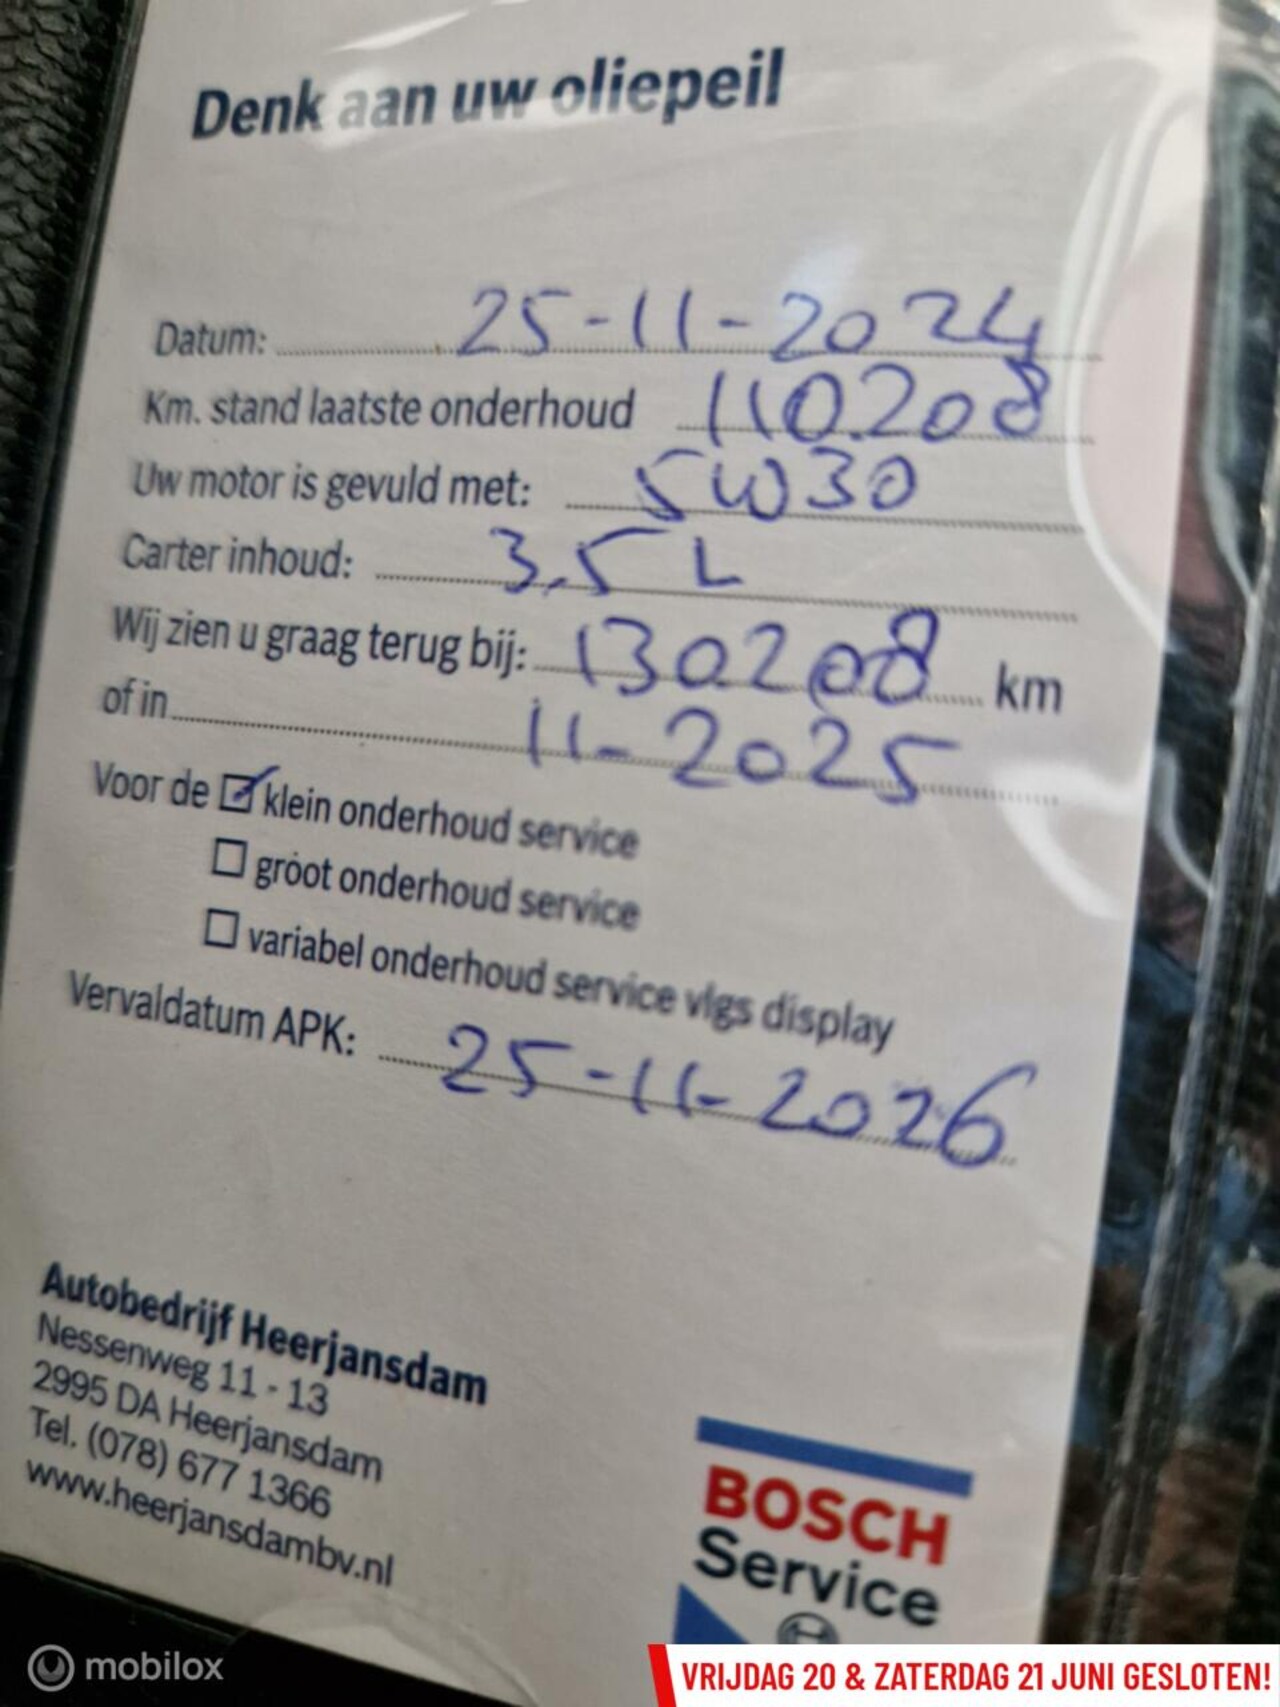 Denk aan uw oliepeil
Datum: 25-11-2024
Km. stand laatste onderhoud 110.208
Uw motor is gevuld met: 5W30
Carter inhoud: 3,5 L
Wij zien u graag terug bij: 130.208 km
of in 11-2025
Voor de ☑ klein onderhoud service
☐ groot onderhoud service
☐ variabel onderhoud service vlgs display
Vervaldatum APK: 25-11-2026
Autobedrijf Heerjansdam
Nessenweg 11 - 13
2995 DA Heerjansdam
Tel. (078) 677 1366
www.heerjansdambv.nl
BOSCH
Service
mobilox
VRIJDAG 20 & ZATERDAG 21 JUNI GESLOTEN!